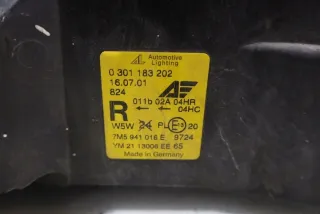 AL Automotive Lighting
0 301 183 202
16.07.01
824
R 011b 02A 04HR
← ← 04HC
W5W 24 PL E 20
7M5 941 016 E 9724
YM 21 13006 EE 65
Made in Germany